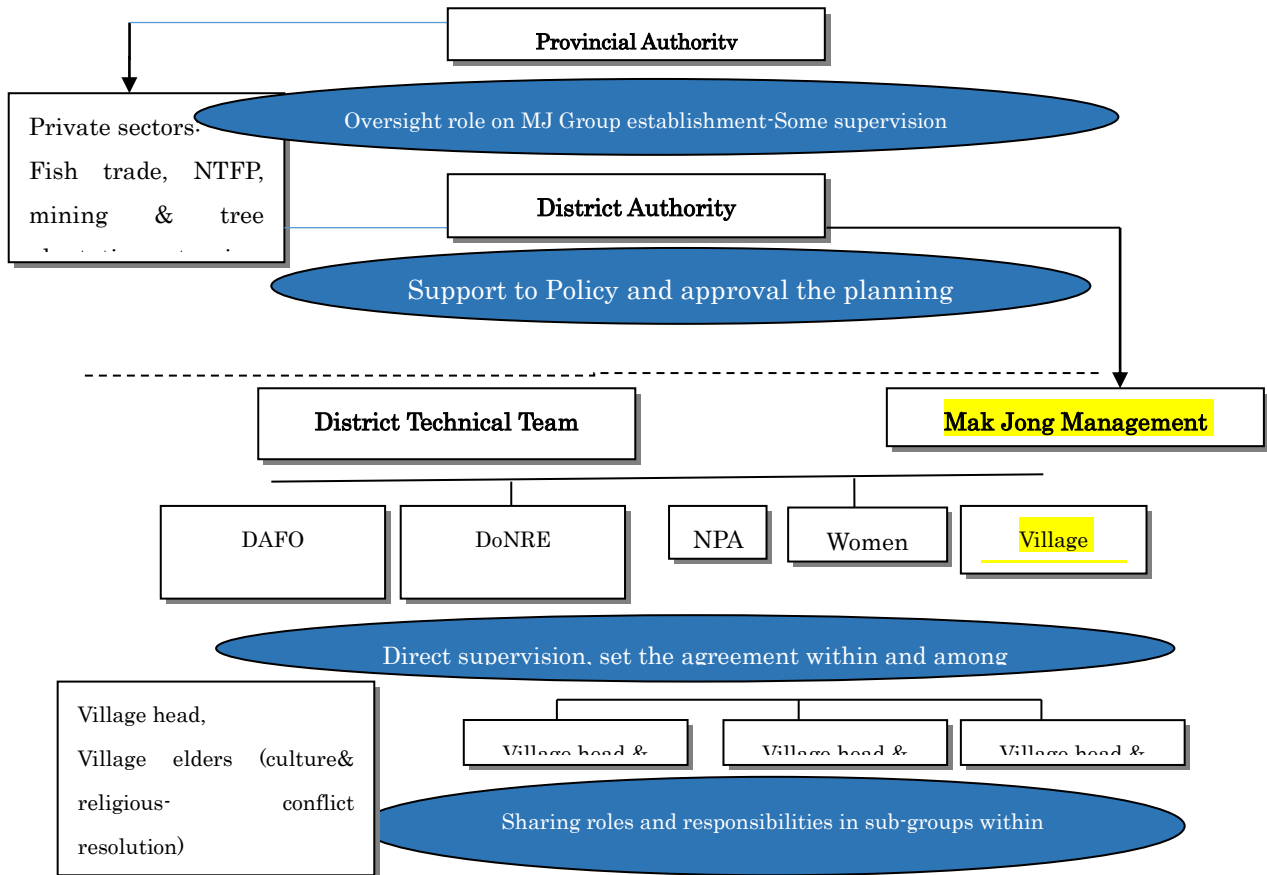 Provincial Authority
Oversight role on MJ Group establishment-Some supervision
Private sectors:
Fish trade, NTFP,
mining & tree
District Authority
Support to Policy and approval the planning
District Technical Team
Mak Jong Management
DAFO
DoNRE
NPA
Women
Village
Direct supervision, set the agreement within and among
Village head,
Village elders (culture&
religious- conflict
resolution)
Village head &
Village head &
Village head &
Sharing roles and responsibilities in sub-groups within